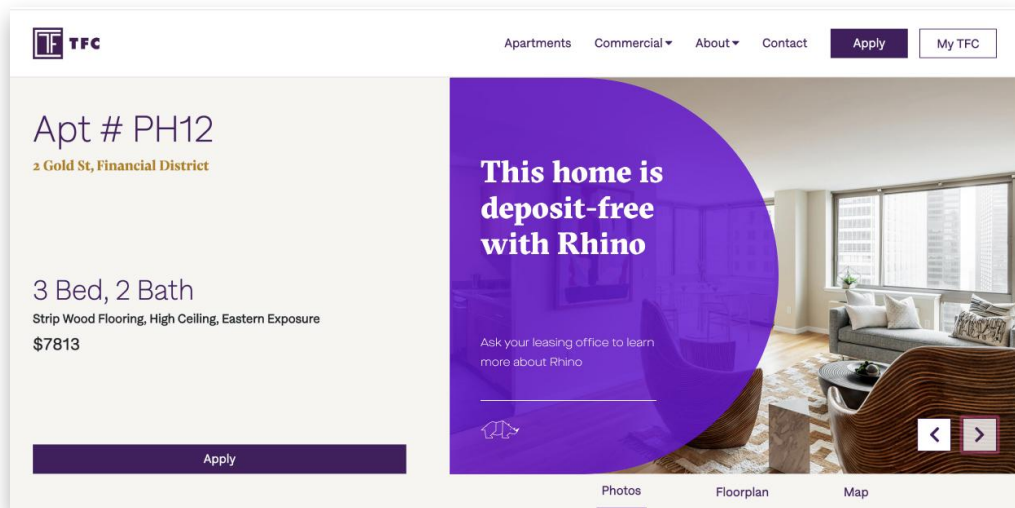 TFC
Apartments Commercial About Contact Apply My TFC
Apt # PH12
2 Gold St, Financial District
3 Bed, 2 Bath
Strip Wood Flooring, High Ceiling, Eastern Exposure
$7813
Apply
This home is
deposit-free
with Rhino
Ask your leasing office to learn
more about Rhino
Photos Floorplan Map